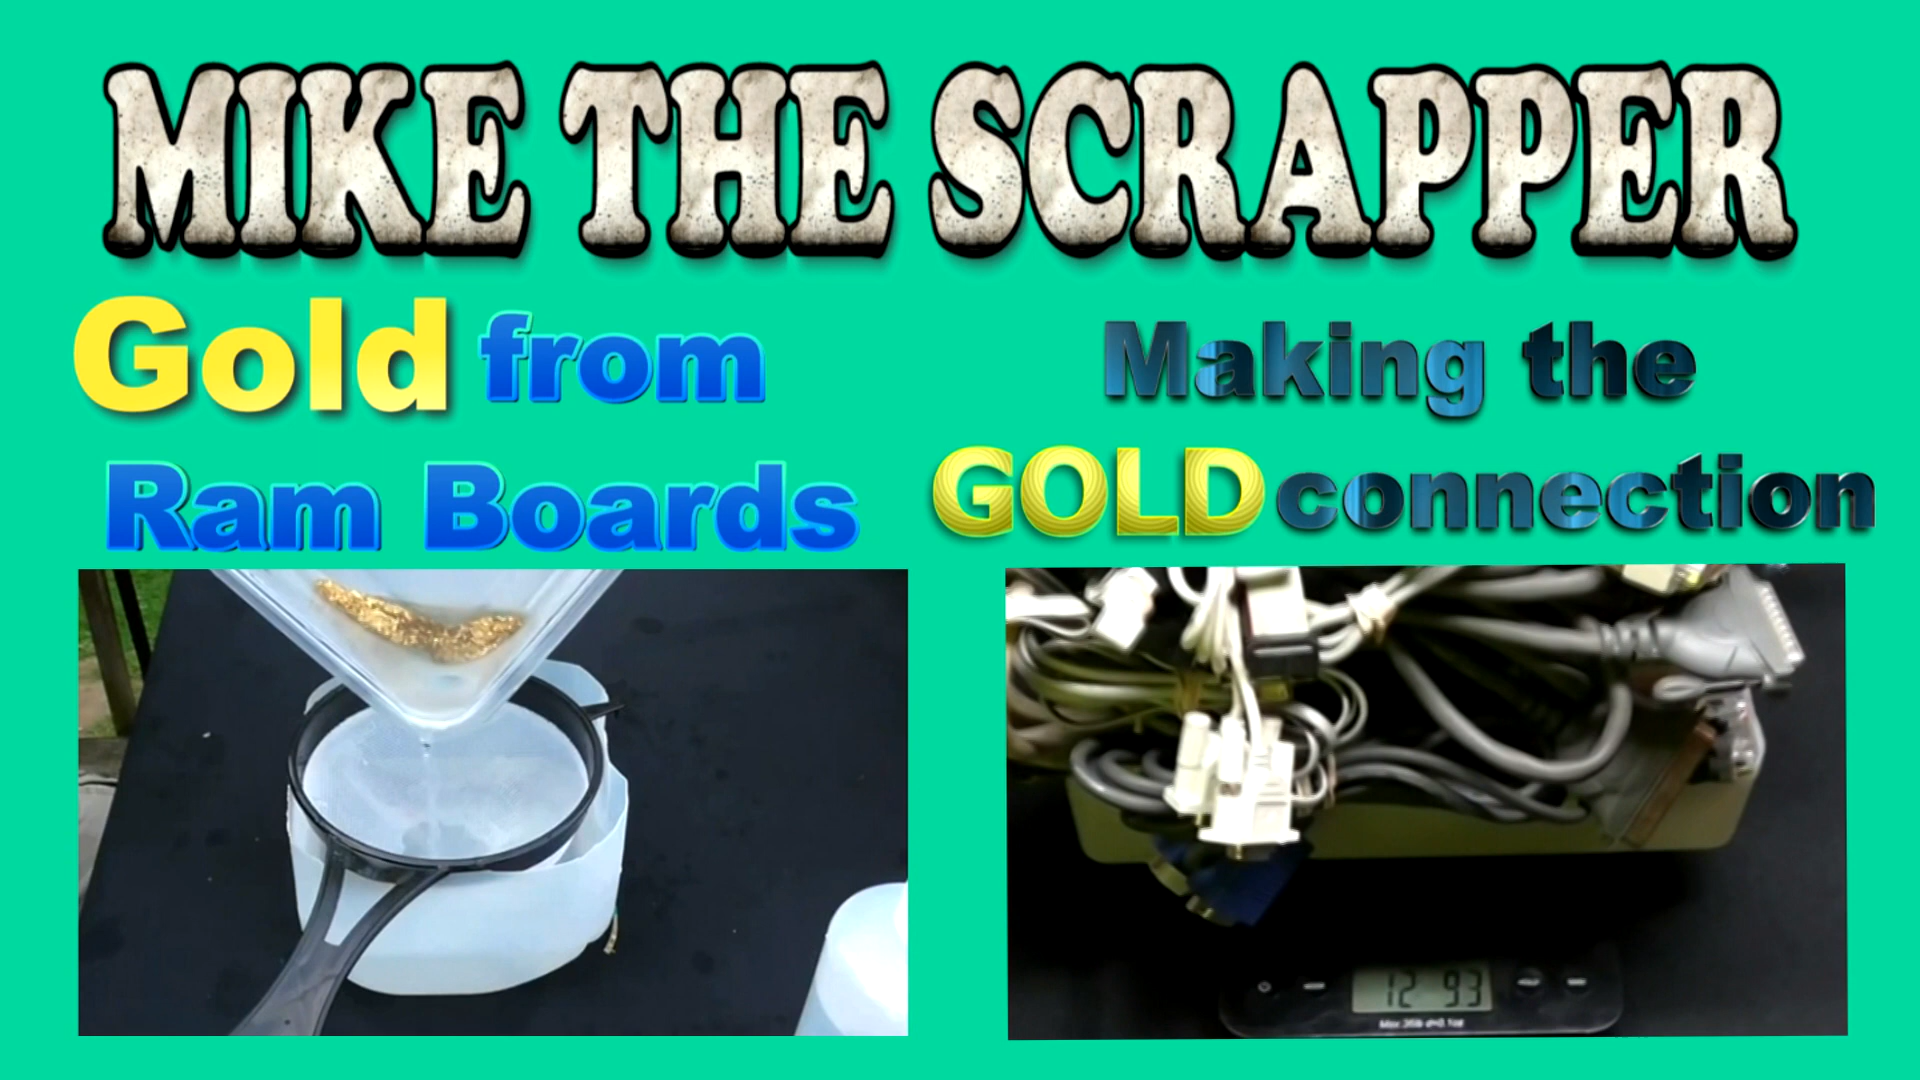 MIKE THE SCRAPPER
Gold from
Ram Boards
Making the
GOLD connection
12 93